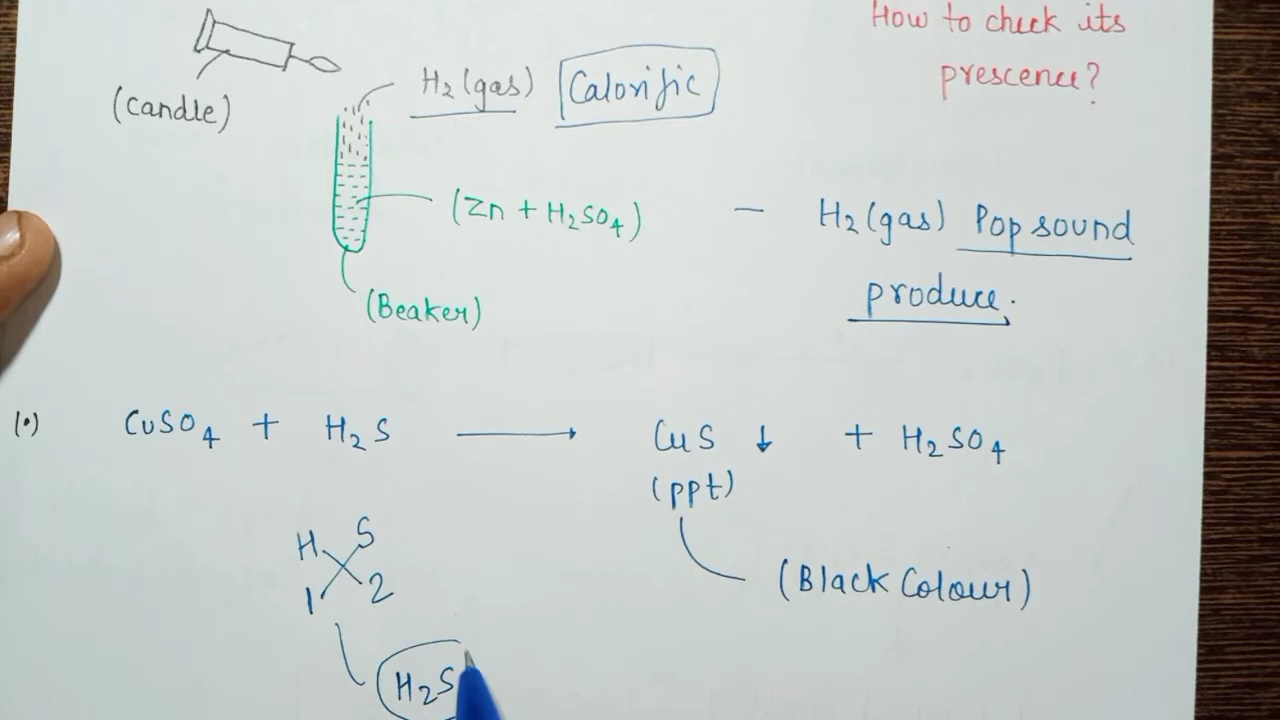 How to check its
prescence?
(Candle)
H2(gas) Calorific
(Zn + H2SO4) - H2(gas) Pop sound
produce.
(Beaker)
(•) CuSO4 + H2S ⟶ CuS ↓ + H2SO4
(ppt)
H S
1 2
(Black Colour)
H2S